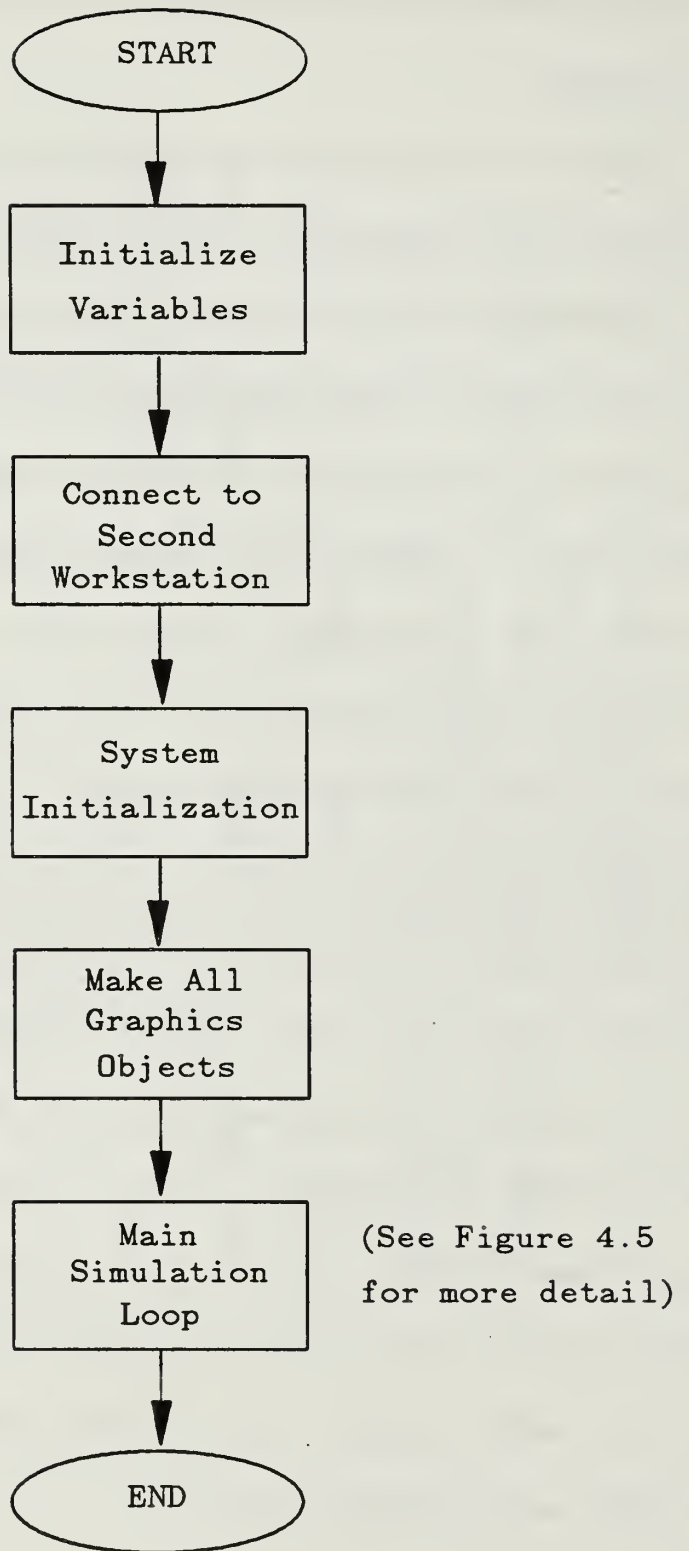 START
Initialize
Variables
Connect to
Second
Workstation
System
Initialization
Make All
Graphics
Objects
Main
Simulation
Loop
(See Figure 4.5
for more detail)
END